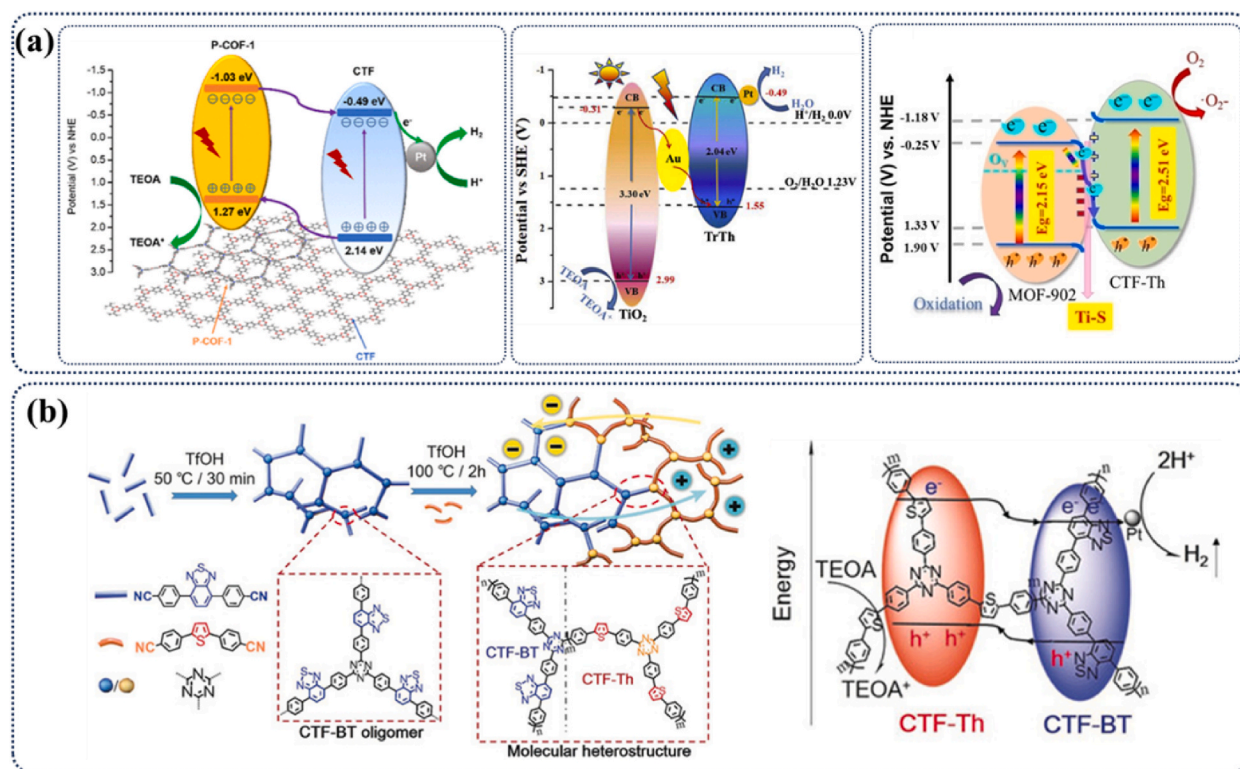 (a)
P-COF-1
-1.03 eV
CTF
-0.49 eV
e-
Pt
H2
H+
TEOA
TEOA+
1.27 eV
2.14 eV
Potential (V) vs NHE
-1.5
-1.0
-0.5
0.0
0.5
1.0
1.5
2.0
2.5
3.0
P-COF-1
CTF
Potential vs SHE (V)
-1
0
1
2
3
-0.31
CB
e- e-
Au
CB
e- e-
Pt
-0.49
H2
H2O
H+/H2 0.0V
2.04 eV
3.30 eV
O2/H2O 1.23V
h+ h+
VB
1.55
TrTh
h+ h+
VB
2.99
TEOA
TEOA+
TiO2
Potential (V) vs. NHE
-1.18 V
-0.25 V
1.33 V
1.90 V
e- e-
OV
Eg=2.15 eV
h+ h+ h+
MOF-902
Oxidation
e-
e-
Ti-S
e- e-
Eg=2.51 eV
h+ h+
CTF-Th
O2
·O2-
(b)
TfOH
50 °C / 30 min
TfOH
100 °C / 2h
NC
CN
NC
CN
CTF-BT oligomer
CTF-BT
CTF-Th
Molecular heterostructure
Energy
TEOA
TEOA+
e-
h+ h+
CTF-Th
e- e-
h+
CTF-BT
Pt
2H+
H2